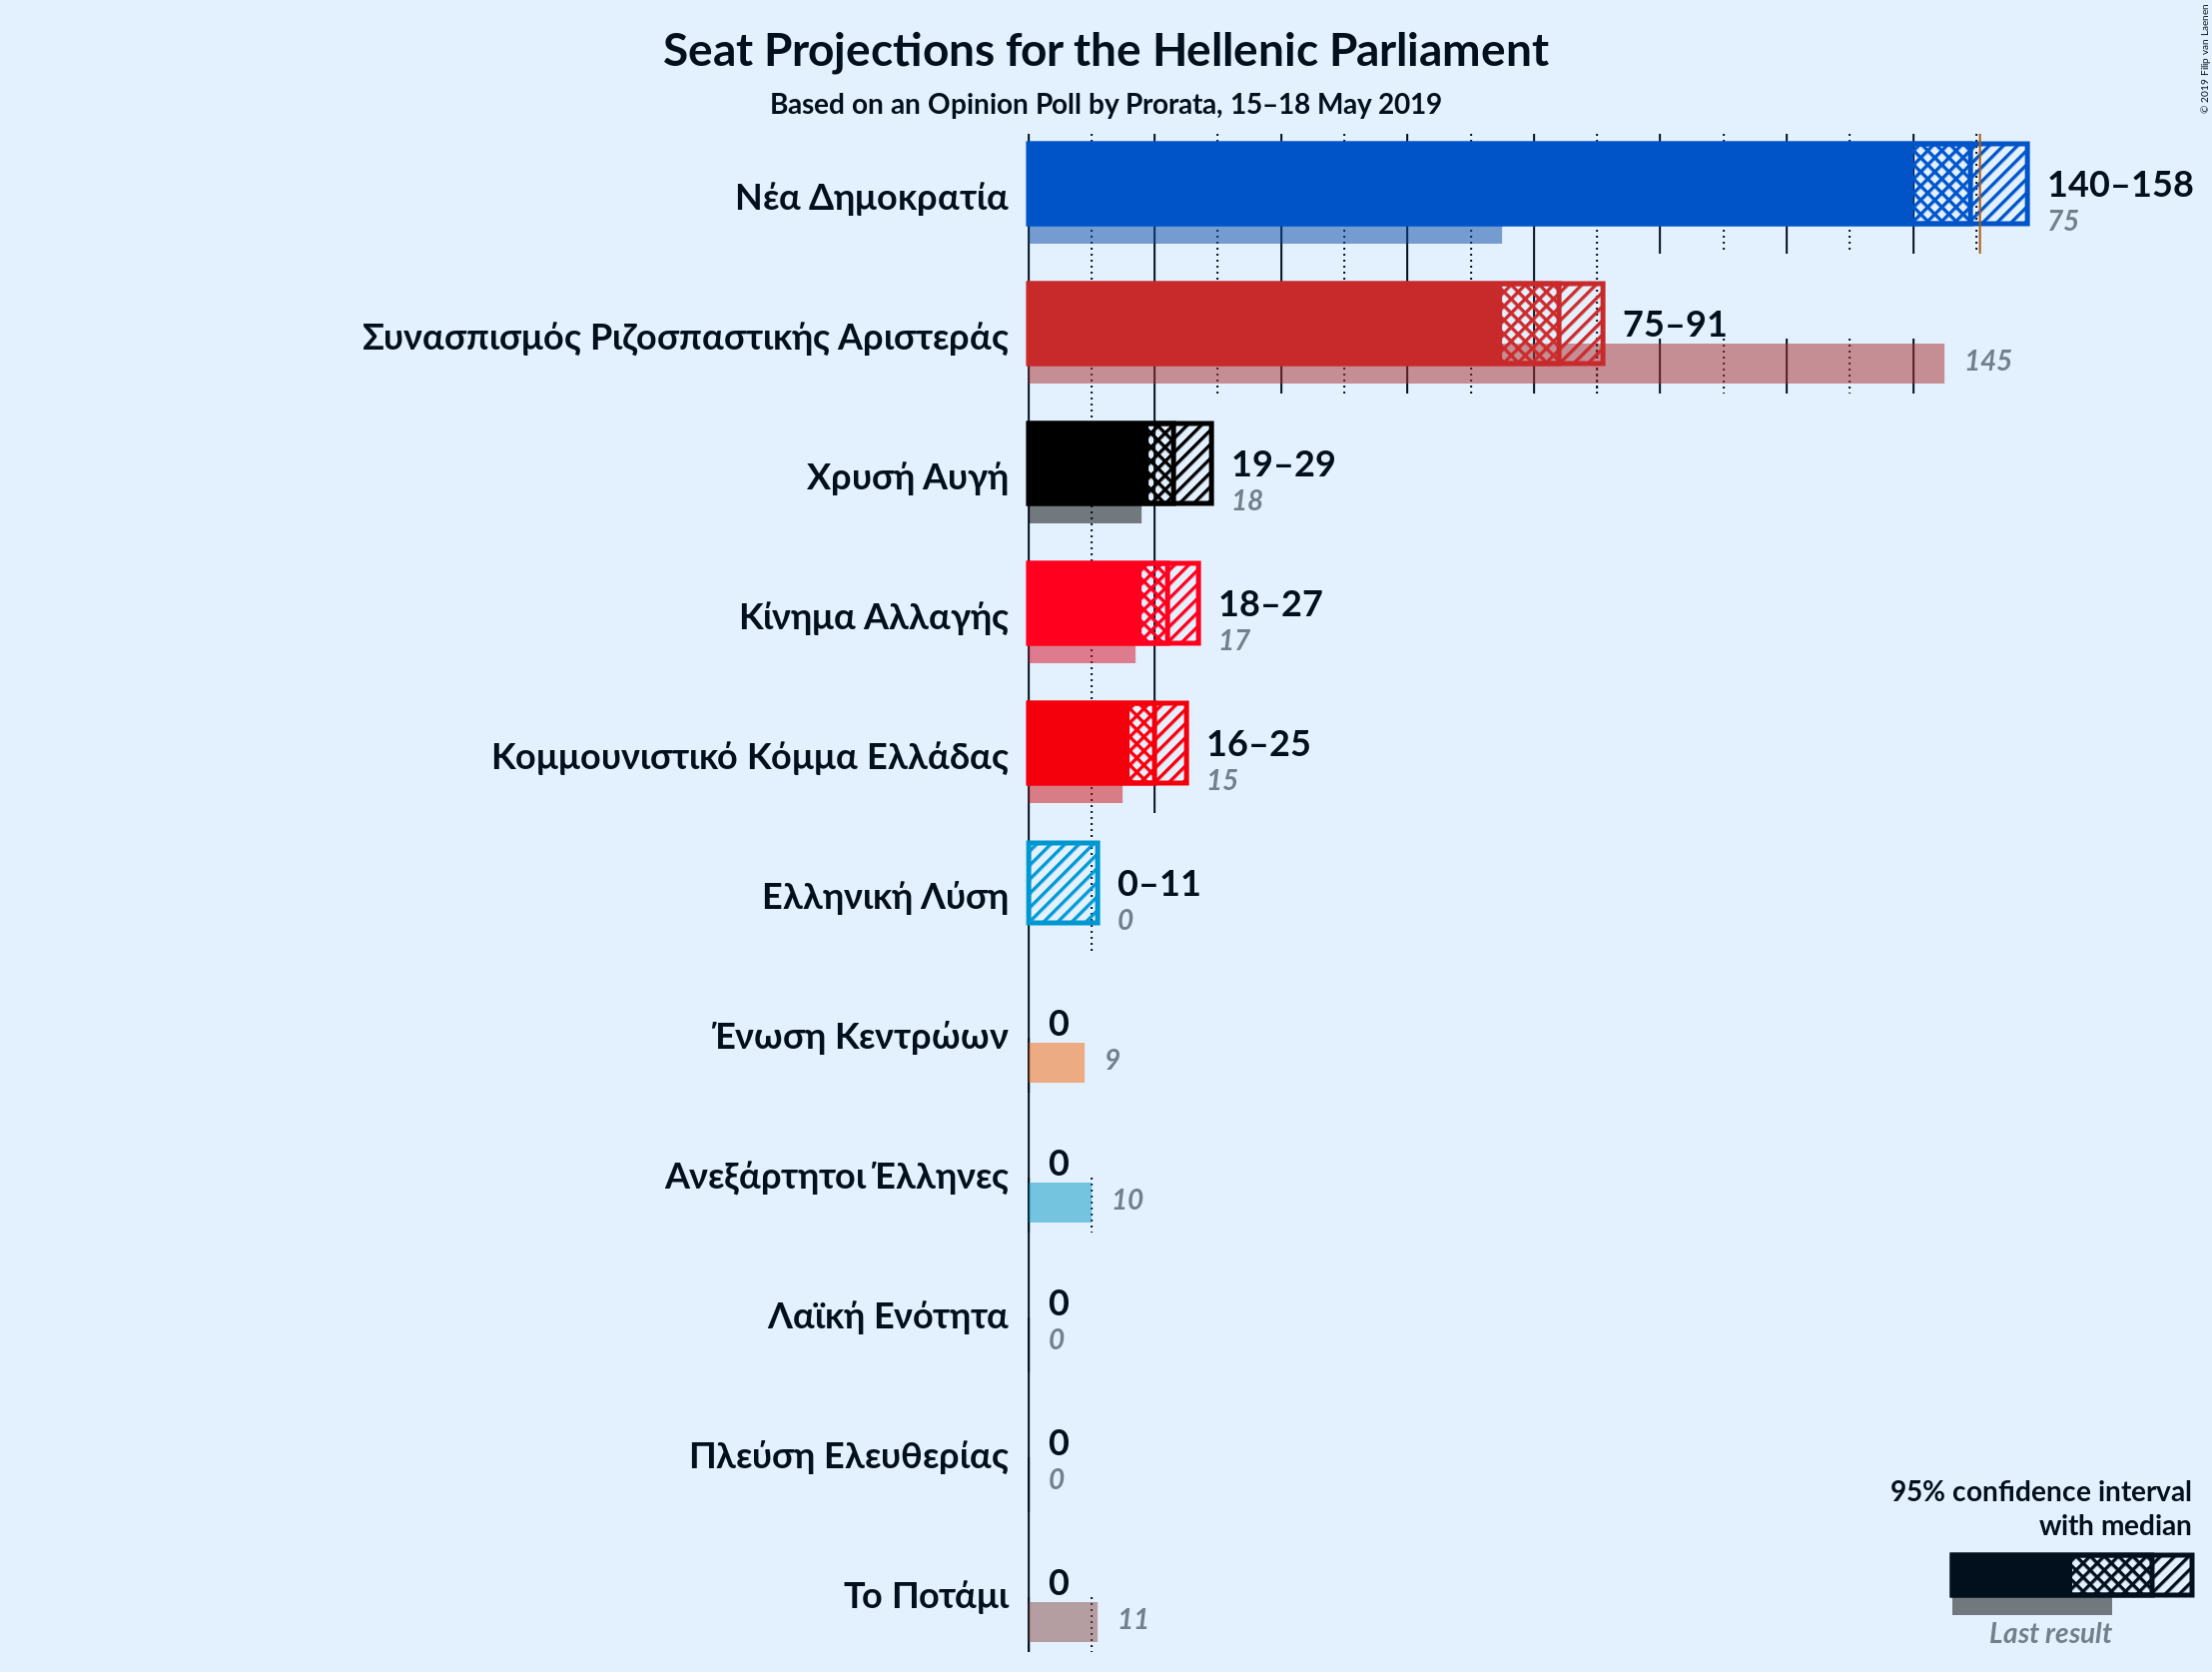 Seat Projections for the Hellenic Parliament
Based on an Opinion Poll by Prorata, 15–18 May 2019
© 2019 Filip van Laenen
Νέα Δημοκρατία
140–158
75
Συνασπισμός Ριζοσπαστικής Αριστεράς
75–91
145
Χρυσή Αυγή
19–29
18
Κίνημα Αλλαγής
18–27
17
Κομμουνιστικό Κόμμα Ελλάδας
16–25
15
Ελληνική Λύση
0–11
0
Ένωση Κεντρώων
0
9
Ανεξάρτητοι Έλληνες
0
10
Λαϊκή Ενότητα
0
0
Πλεύση Ελευθερίας
0
0
Το Ποτάμι
0
11
95% confidence interval
with median
Last result